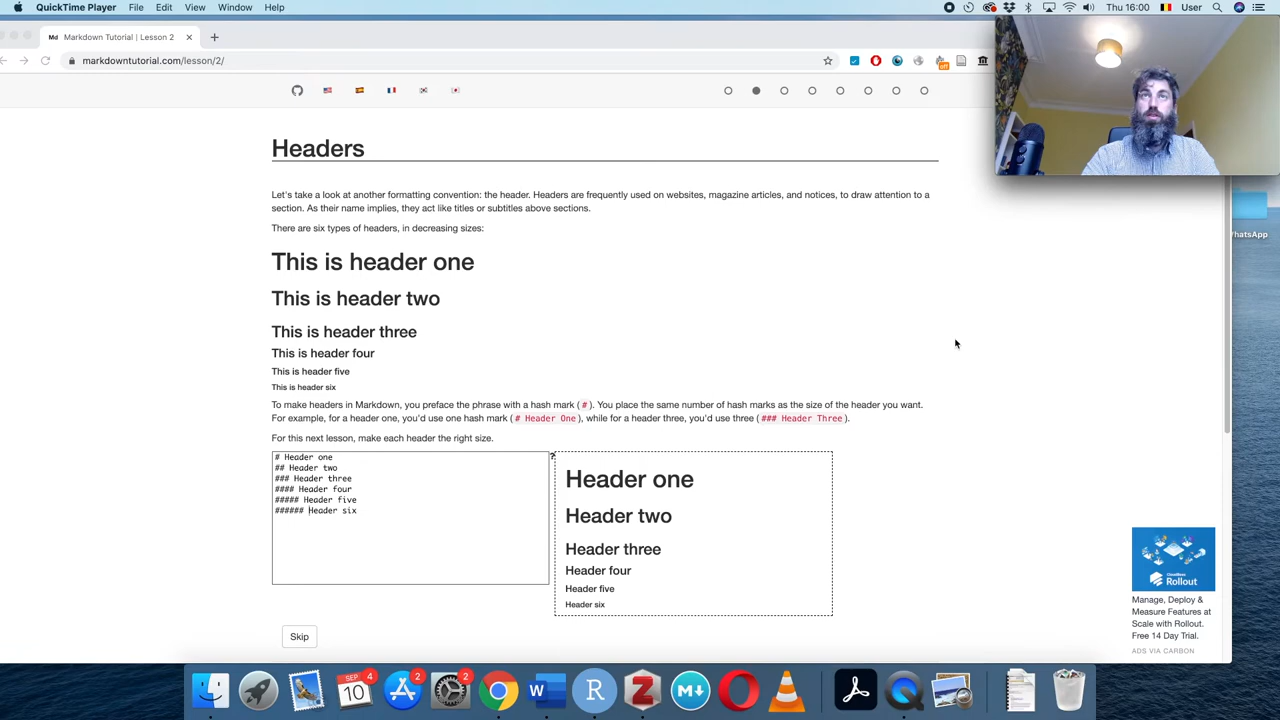 QuickTime Player File Edit View Window Help
Thu 16:00 User
Md Markdown Tutorial | Lesson 2
markdowntutorial.com/lesson/2/
off
Headers
Let's take a look at another formatting convention: the header. Headers are frequently used on websites, magazine articles, and notices, to draw attention to a
section. As their name implies, they act like titles or subtitles above sections.
There are six types of headers, in decreasing sizes:
This is header one
This is header two
This is header three
This is header four
This is header five
This is header six
To make headers in Markdown, you preface the phrase with a hash mark ( # ). You place the same number of hash marks as the size of the header you want.
For example, for a header one, you'd use one hash mark ( # Header One ), while for a header three, you'd use three ( ### Header Three ).
For this next lesson, make each header the right size.
# Header one
## Header two
### Header three
#### Header four
##### Header five
###### Header six
?
Header one
Header two
Header three
Header four
Header five
Header six
Skip
WhatsApp
CloudBees
Rollout
Manage, Deploy &
Measure Features at
Scale with Rollout.
Free 14 Day Trial.
ADS VIA CARBON
SEP
10
4
2
2
W
R
Z
M